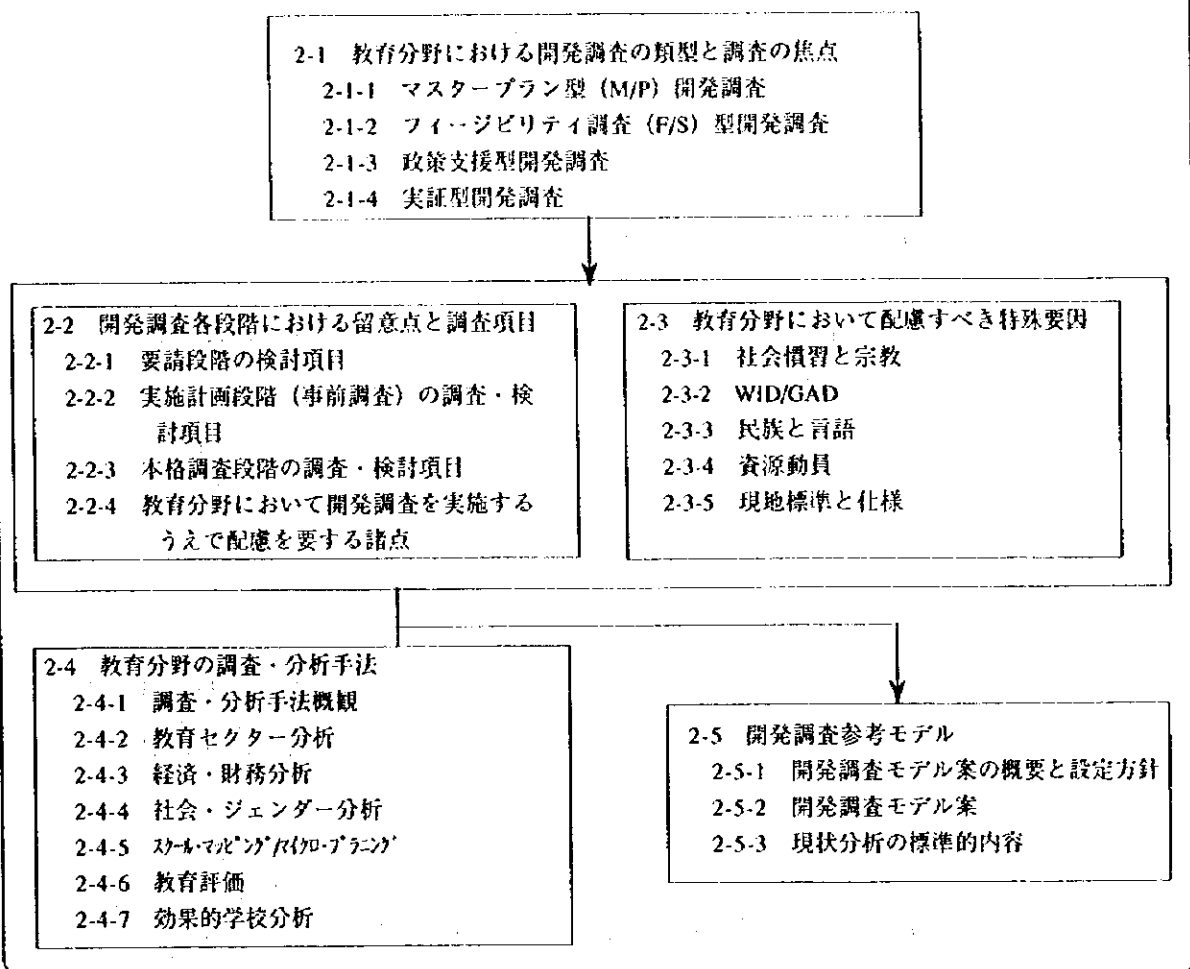 2-1 教育分野における開発調査の類型と調査の焦点
2-1-1 マスタープラン型（M/P）開発調査
2-1-2 フィージビリティ調査（F/S）型開発調査
2-1-3 政策支援型開発調査
2-1-4 実証型開発調査
2-2 開発調査各段階における留意点と調査項目
2-2-1 要請段階の検討項目
2-2-2 実施計画段階（事前調査）の調査・検
討項目
2-2-3 本格調査段階の調査・検討項目
2-2-4 教育分野において開発調査を実施する
うえで配慮を要する諸点
2-3 教育分野において配慮すべき特殊要因
2-3-1 社会慣習と宗教
2-3-2 WID/GAD
2-3-3 民族と言語
2-3-4 資源動員
2-3-5 現地標準と仕様
2-4 教育分野の調査・分析手法
2-4-1 調査・分析手法概観
2-4-2 教育セクター分析
2-4-3 経済・財務分析
2-4-4 社会・ジェンダー分析
2-4-5 ｽｸｰﾙ･ﾏｯﾋﾟﾝｸﾞ/ﾏｲｸﾛ･ﾌﾟﾗﾆﾝｸﾞ
2-4-6 教育評価
2-4-7 効果的学校分析
2-5 開発調査参考モデル
2-5-1 開発調査モデル案の概要と設定方針
2-5-2 開発調査モデル案
2-5-3 現状分析の標準的内容